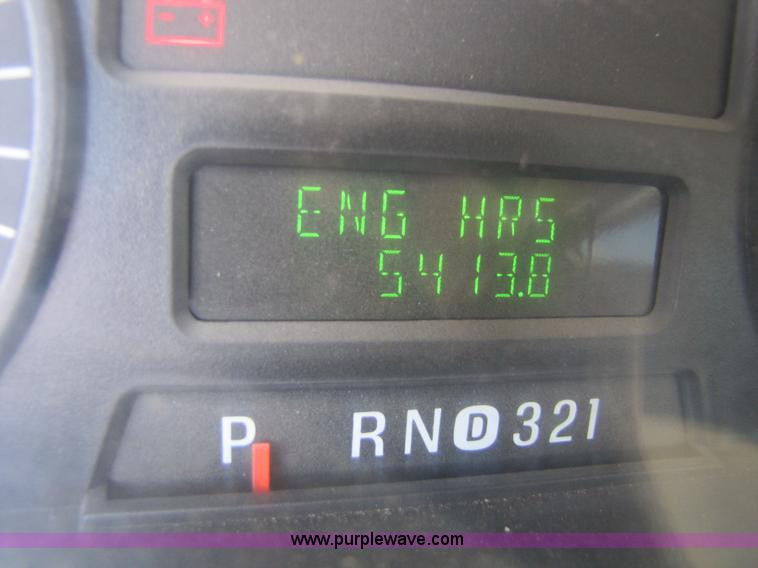 - +
ENG HRS
5413.8
P RND321
www.purplewave.com